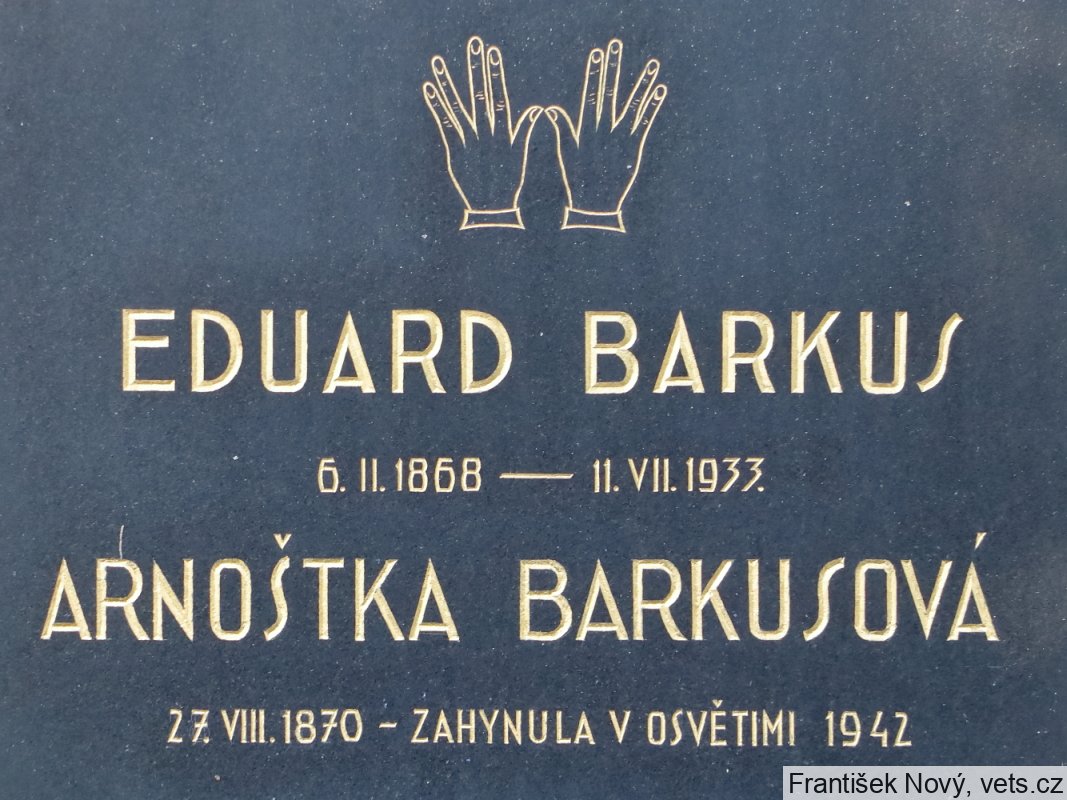 EDUARD BARKUS
6. II. 1868 — 11. VII. 1933.
ARNOŠTKA BARKUSOVÁ
27. VIII. 1870 – ZAHYNULA V OSVĚTIMI 1942
František Nový, vets.cz